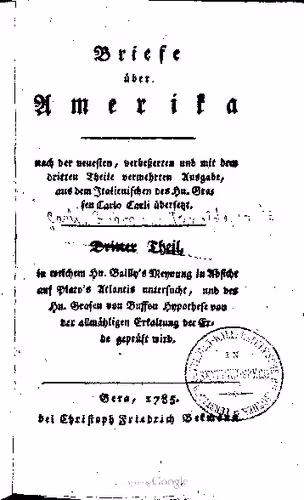 Briefe
über
Amerika
nach der neuesten, verbeßerten und mit dem
dritten Theile vermehrten Ausgabe,
aus dem Italienischen des Hn. Gra
fen Carlo Carli übersetzt.
Dritter Theil,
in welchem Hn. Bailly's Meynung in Absicht
auf Plato's Atlantis untersucht, und des
Hn. Grafen von Buffon Hypothese von
der allmähligen Erkaltung der Er-
de geprüft wird.
IN
Gera, 1785.
bei Christoph Friedrich Bekmann
Google